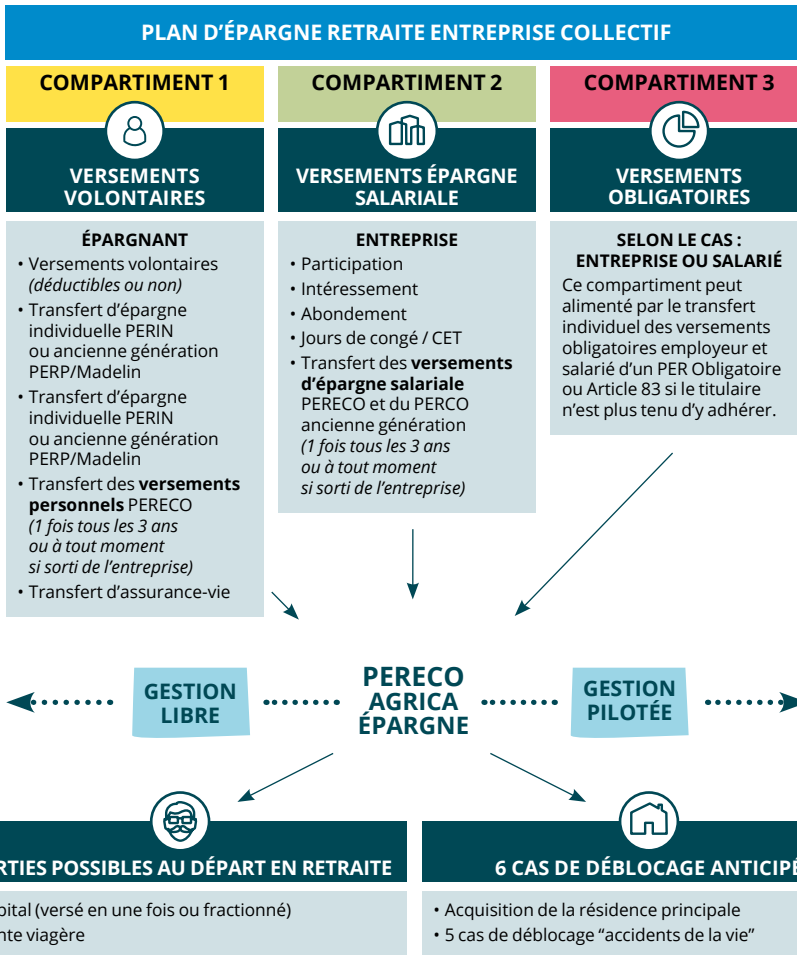 PLAN D'ÉPARGNE RETRAITE ENTREPRISE COLLECTIF
COMPARTIMENT 1
VERSEMENTS
VOLONTAIRES
ÉPARGNANT
• Versements volontaires
(déductibles ou non)
• Transfert d'épargne
individuelle PERIN
ou ancienne génération
PERP/Madelin
• Transfert d'épargne
individuelle PERIN
ou ancienne génération
PERP/Madelin
• Transfert des versements
personnels PERECO
(1 fois tous les 3 ans
ou à tout moment
si sorti de l'entreprise)
• Transfert d'assurance-vie
COMPARTIMENT 2
VERSEMENTS ÉPARGNE
SALARIALE
ENTREPRISE
• Participation
• Intéressement
• Abondement
• Jours de congé / CET
• Transfert des versements
d'épargne salariale
PERECO et du PERCO
ancienne génération
(1 fois tous les 3 ans
ou à tout moment
si sorti de l'entreprise)
COMPARTIMENT 3
VERSEMENTS
OBLIGATOIRES
SELON LE CAS :
ENTREPRISE OU SALARIÉ
Ce compartiment peut
alimenté par le transfert
individuel des versements
obligatoires employeur et
salarié d'un PER Obligatoire
ou Article 83 si le titulaire
n'est plus tenu d'y adhérer.
GESTION
LIBRE
PERECO
AGRICA
ÉPARGNE
GESTION
PILOTÉE
RTIES POSSIBLES AU DÉPART EN RETRAITE
pital (versé en une fois ou fractionné)
nte viagère
6 CAS DE DÉBLOCAGE ANTICIPÉ
• Acquisition de la résidence principale
• 5 cas de déblocage "accidents de la vie"